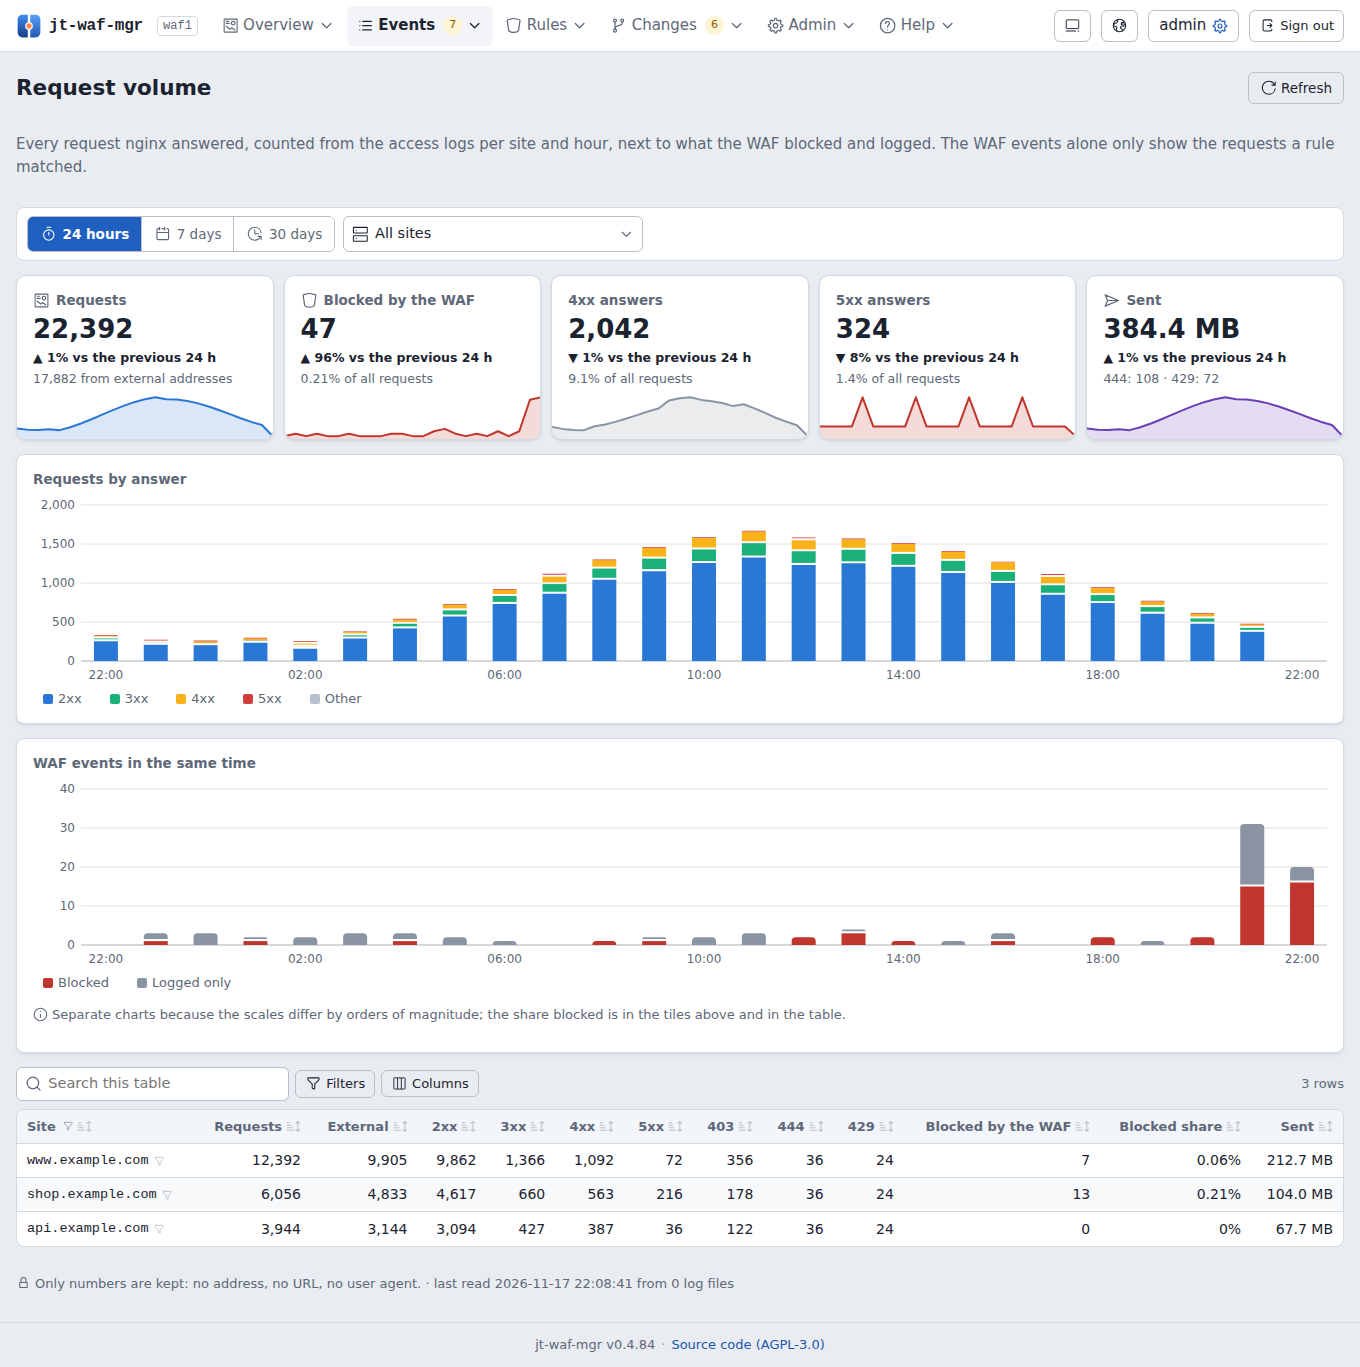 jt-waf-mgr waf1 Overview Events 7 Rules Changes 6 Admin Help admin Sign out
Request volume
Refresh
Every request nginx answered, counted from the access logs per site and hour, next to what the WAF blocked and logged. The WAF events alone only show the requests a rule
matched.
24 hours 7 days 30 days All sites
Requests
22,392
▲ 1% vs the previous 24 h
17,882 from external addresses
Blocked by the WAF
47
▲ 96% vs the previous 24 h
0.21% of all requests
4xx answers
2,042
▼ 1% vs the previous 24 h
9.1% of all requests
5xx answers
324
▼ 8% vs the previous 24 h
1.4% of all requests
Sent
384.4 MB
▲ 1% vs the previous 24 h
444: 108 · 429: 72
Requests by answer
2,000
1,500
1,000
500
0
22:00 02:00 06:00 10:00 14:00 18:00 22:00
2xx 3xx 4xx 5xx Other
WAF events in the same time
40
30
20
10
0
22:00 02:00 06:00 10:00 14:00 18:00 22:00
Blocked Logged only
Separate charts because the scales differ by orders of magnitude; the share blocked is in the tiles above and in the table.
Search this table Filters Columns 3 rows
Site Requests External 2xx 3xx 4xx 5xx 403 444 429 Blocked by the WAF Blocked share Sent
www.example.com 12,392 9,905 9,862 1,366 1,092 72 356 36 24 7 0.06% 212.7 MB
shop.example.com 6,056 4,833 4,617 660 563 216 178 36 24 13 0.21% 104.0 MB
api.example.com 3,944 3,144 3,094 427 387 36 122 36 24 0 0% 67.7 MB
Only numbers are kept: no address, no URL, no user agent. · last read 2026-11-17 22:08:41 from 0 log files
jt-waf-mgr v0.4.84 · Source code (AGPL-3.0)